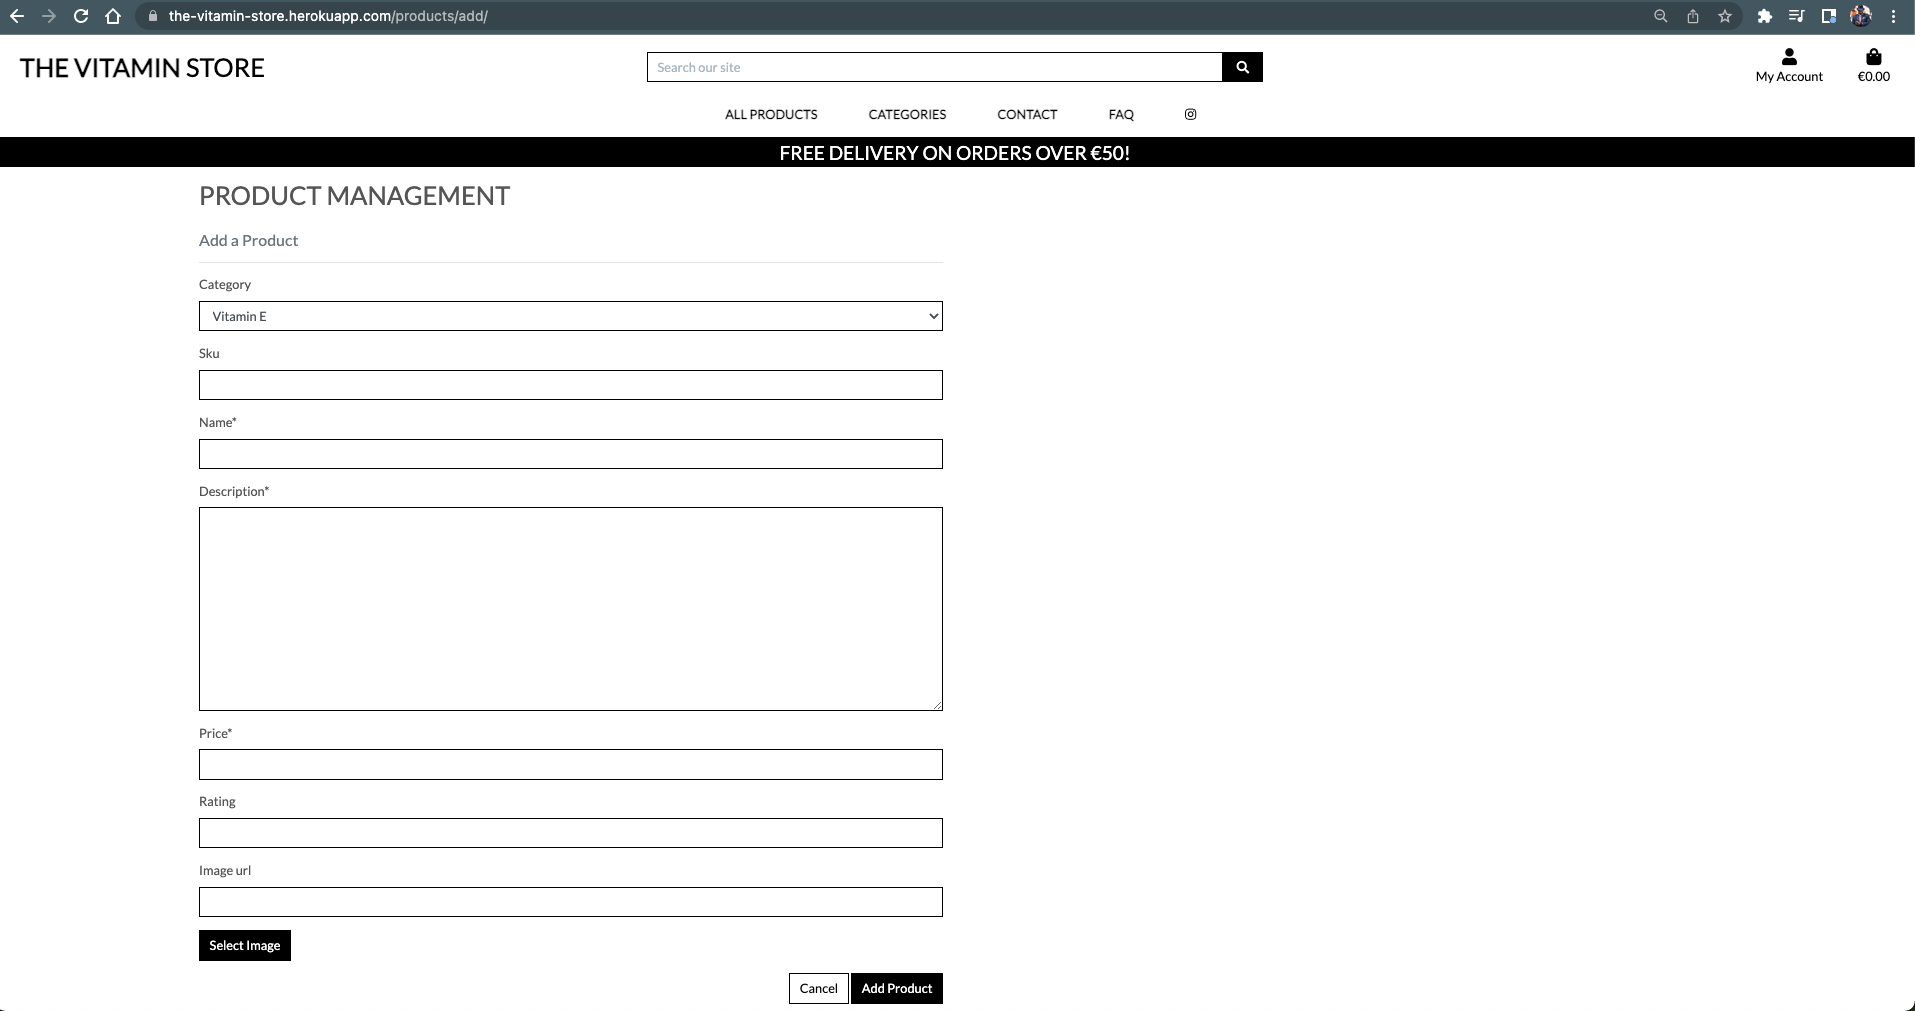 the-vitamin-store.herokuapp.com/products/add/
THE VITAMIN STORE
Search our site
My Account
€0.00
ALL PRODUCTS
CATEGORIES
CONTACT
FAQ
FREE DELIVERY ON ORDERS OVER €50!
PRODUCT MANAGEMENT
Add a Product
Category
Vitamin E
Sku
Name*
Description*
Price*
Rating
Image url
Select Image
Cancel
Add Product